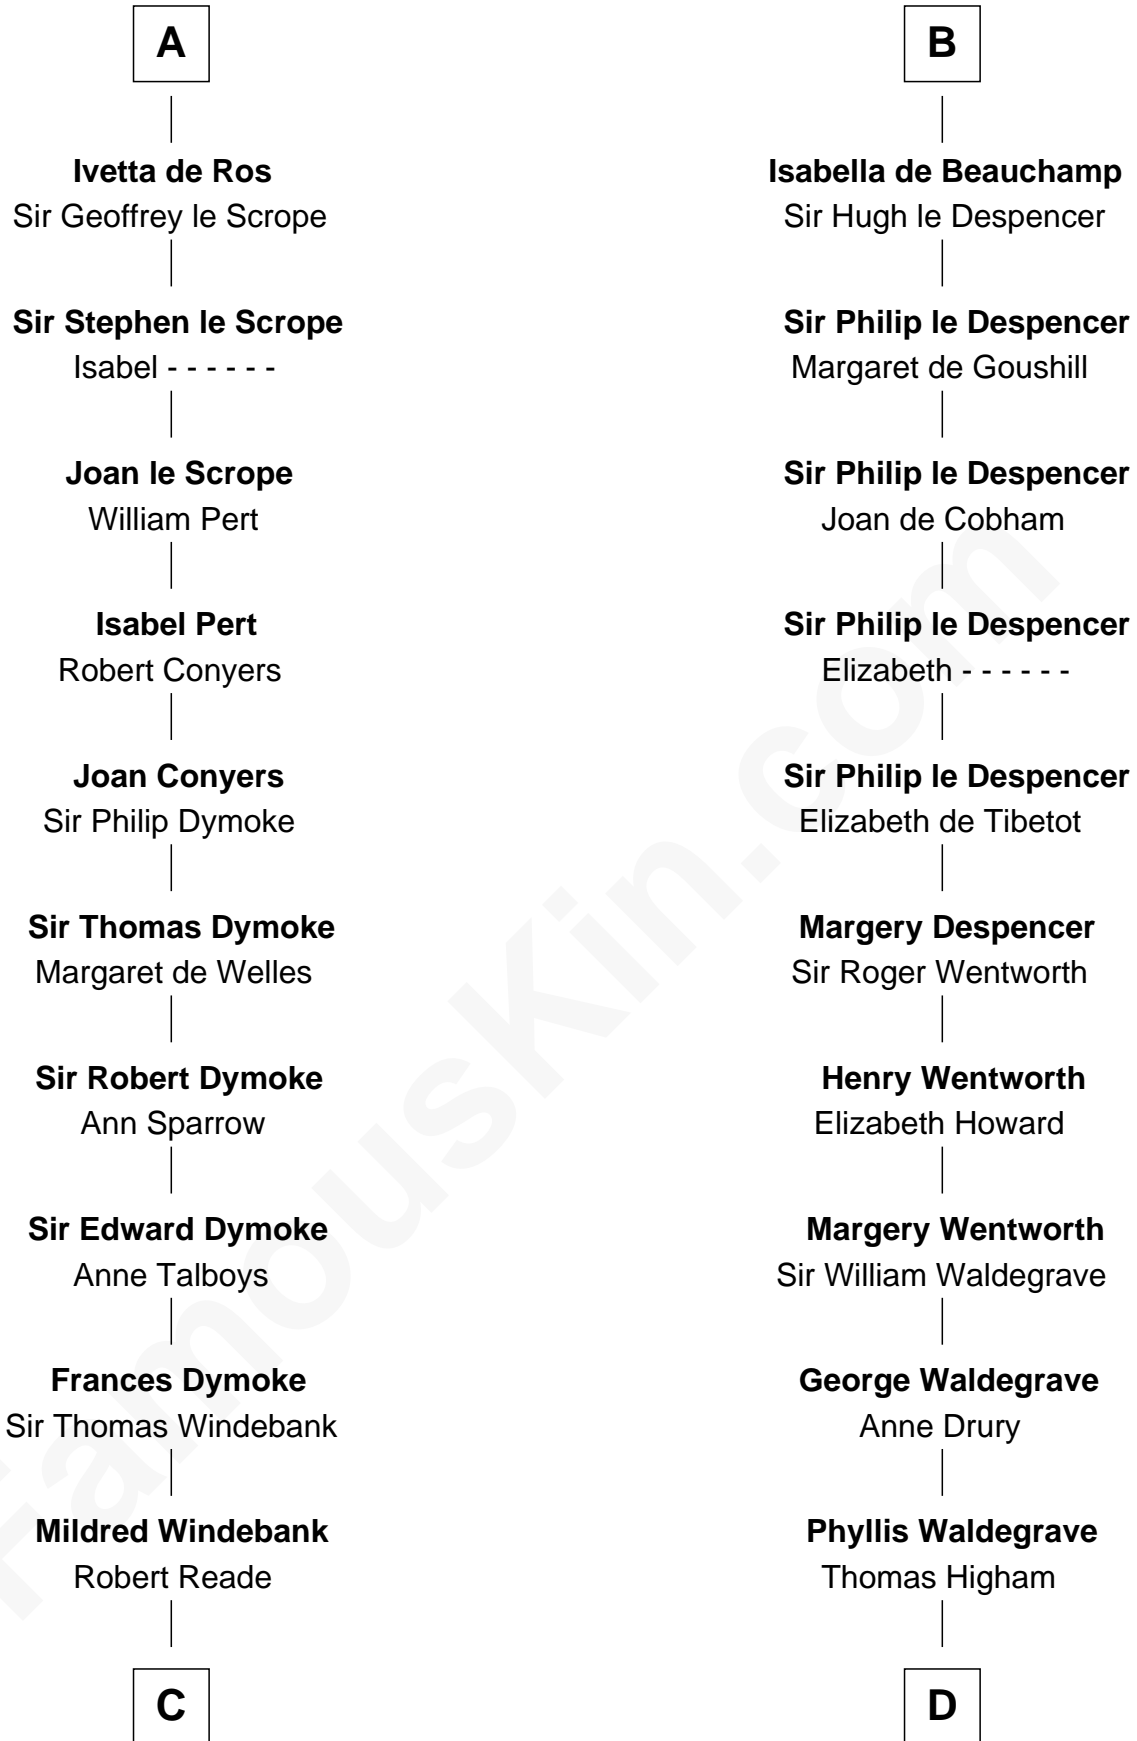 A
Ivetta de Ros
Sir Geoffrey le Scrope
Sir Stephen le Scrope
Isabel - - - - - -
Joan le Scrope
William Pert
Isabel Pert
Robert Conyers
Joan Conyers
Sir Philip Dymoke
Sir Thomas Dymoke
Margaret de Welles
Sir Robert Dymoke
Ann Sparrow
Sir Edward Dymoke
Anne Talboys
Frances Dymoke
Sir Thomas Windebank
Mildred Windebank
Robert Reade
C
B
Isabella de Beauchamp
Sir Hugh le Despencer
Sir Philip le Despencer
Margaret de Goushill
Sir Philip le Despencer
Joan de Cobham
Sir Philip le Despencer
Elizabeth - - - - - -
Sir Philip le Despencer
Elizabeth de Tibetot
Margery Despencer
Sir Roger Wentworth
Henry Wentworth
Elizabeth Howard
Margery Wentworth
Sir William Waldegrave
George Waldegrave
Anne Drury
Phyllis Waldegrave
Thomas Higham
D
FamousKin.com